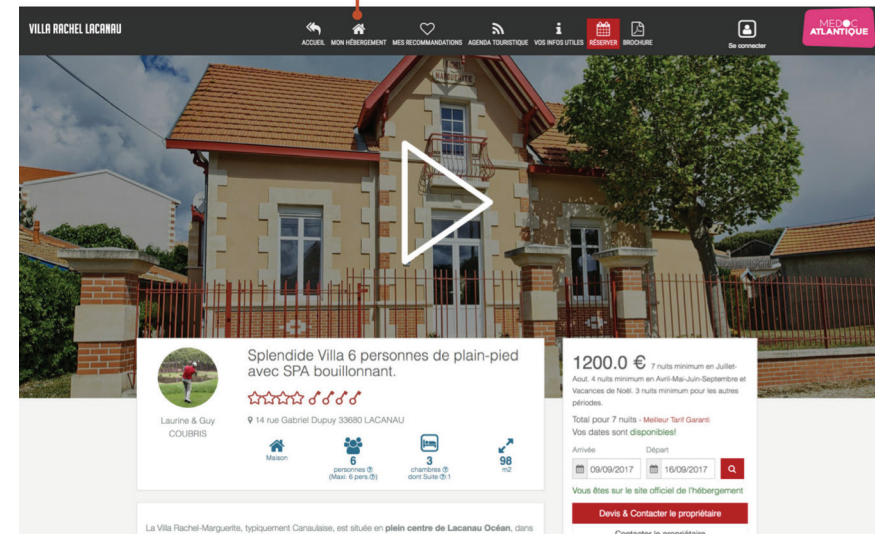 VILLA RACHEL LACANAU
ACCUEIL MON HÉBERGEMENT MES RECOMMANDATIONS AGENDA TOURISTIQUE VOS INFOS UTILES RÉSERVER BROCHURE
Se connecter
MEDOC
ATLANTIQUE
MARGUERITE
Splendide Villa 6 personnes de plain-pied
avec SPA bouillonnant.
Laurine & Guy
COUBRIS
14 rue Gabriel Dupuy 33680 LACANAU
Maison
6
personnes
(Maxi: 6 pers.)
3
chambres
dont Suite : 1
98
m2
1200.0 € 7 nuits minimum en Juillet-
Aout. 4 nuits minimum en Avril-Mai-Juin-Septembre et
Vacances de Noël. 3 nuits minimum pour les autres
périodes.
Total pour 7 nuits - Meilleur Tarif Garanti
Vos dates sont disponibles!
Arrivée Départ
09/09/2017 16/09/2017
Vous êtes sur le site officiel de l'hébergement
Devis & Contacter le propriétaire
Contacter le propriétaire
La Villa Rachel-Marguerite, typiquement Canaulaise, est située en plein centre de Lacanau Océan, dans